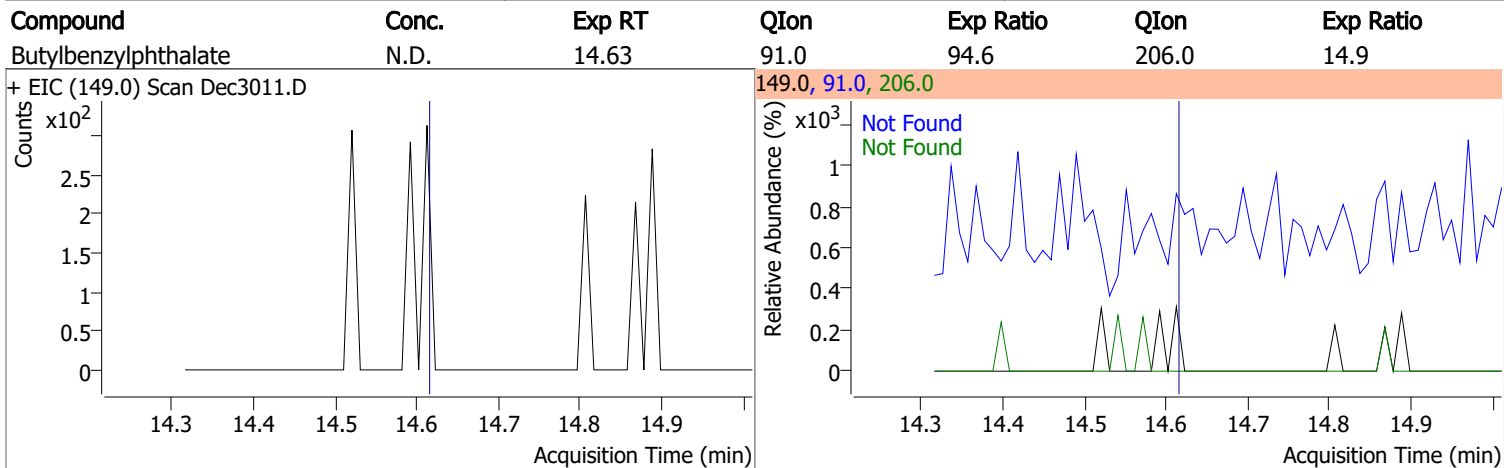 Compound Conc. Exp RT QIon Exp Ratio QIon Exp Ratio
Butylbenzylphthalate N.D. 14.63 91.0 94.6 206.0 14.9
+ EIC (149.0) Scan Dec3011.D
Counts
x10²
2.5
2
1.5
1
0.5
0
14.3 14.4 14.5 14.6 14.7 14.8 14.9
Acquisition Time (min)
149.0, 91.0, 206.0
Relative Abundance (%)
x10³
Not Found
Not Found
1
0.8
0.6
0.4
0.2
0
14.3 14.4 14.5 14.6 14.7 14.8 14.9
Acquisition Time (min)